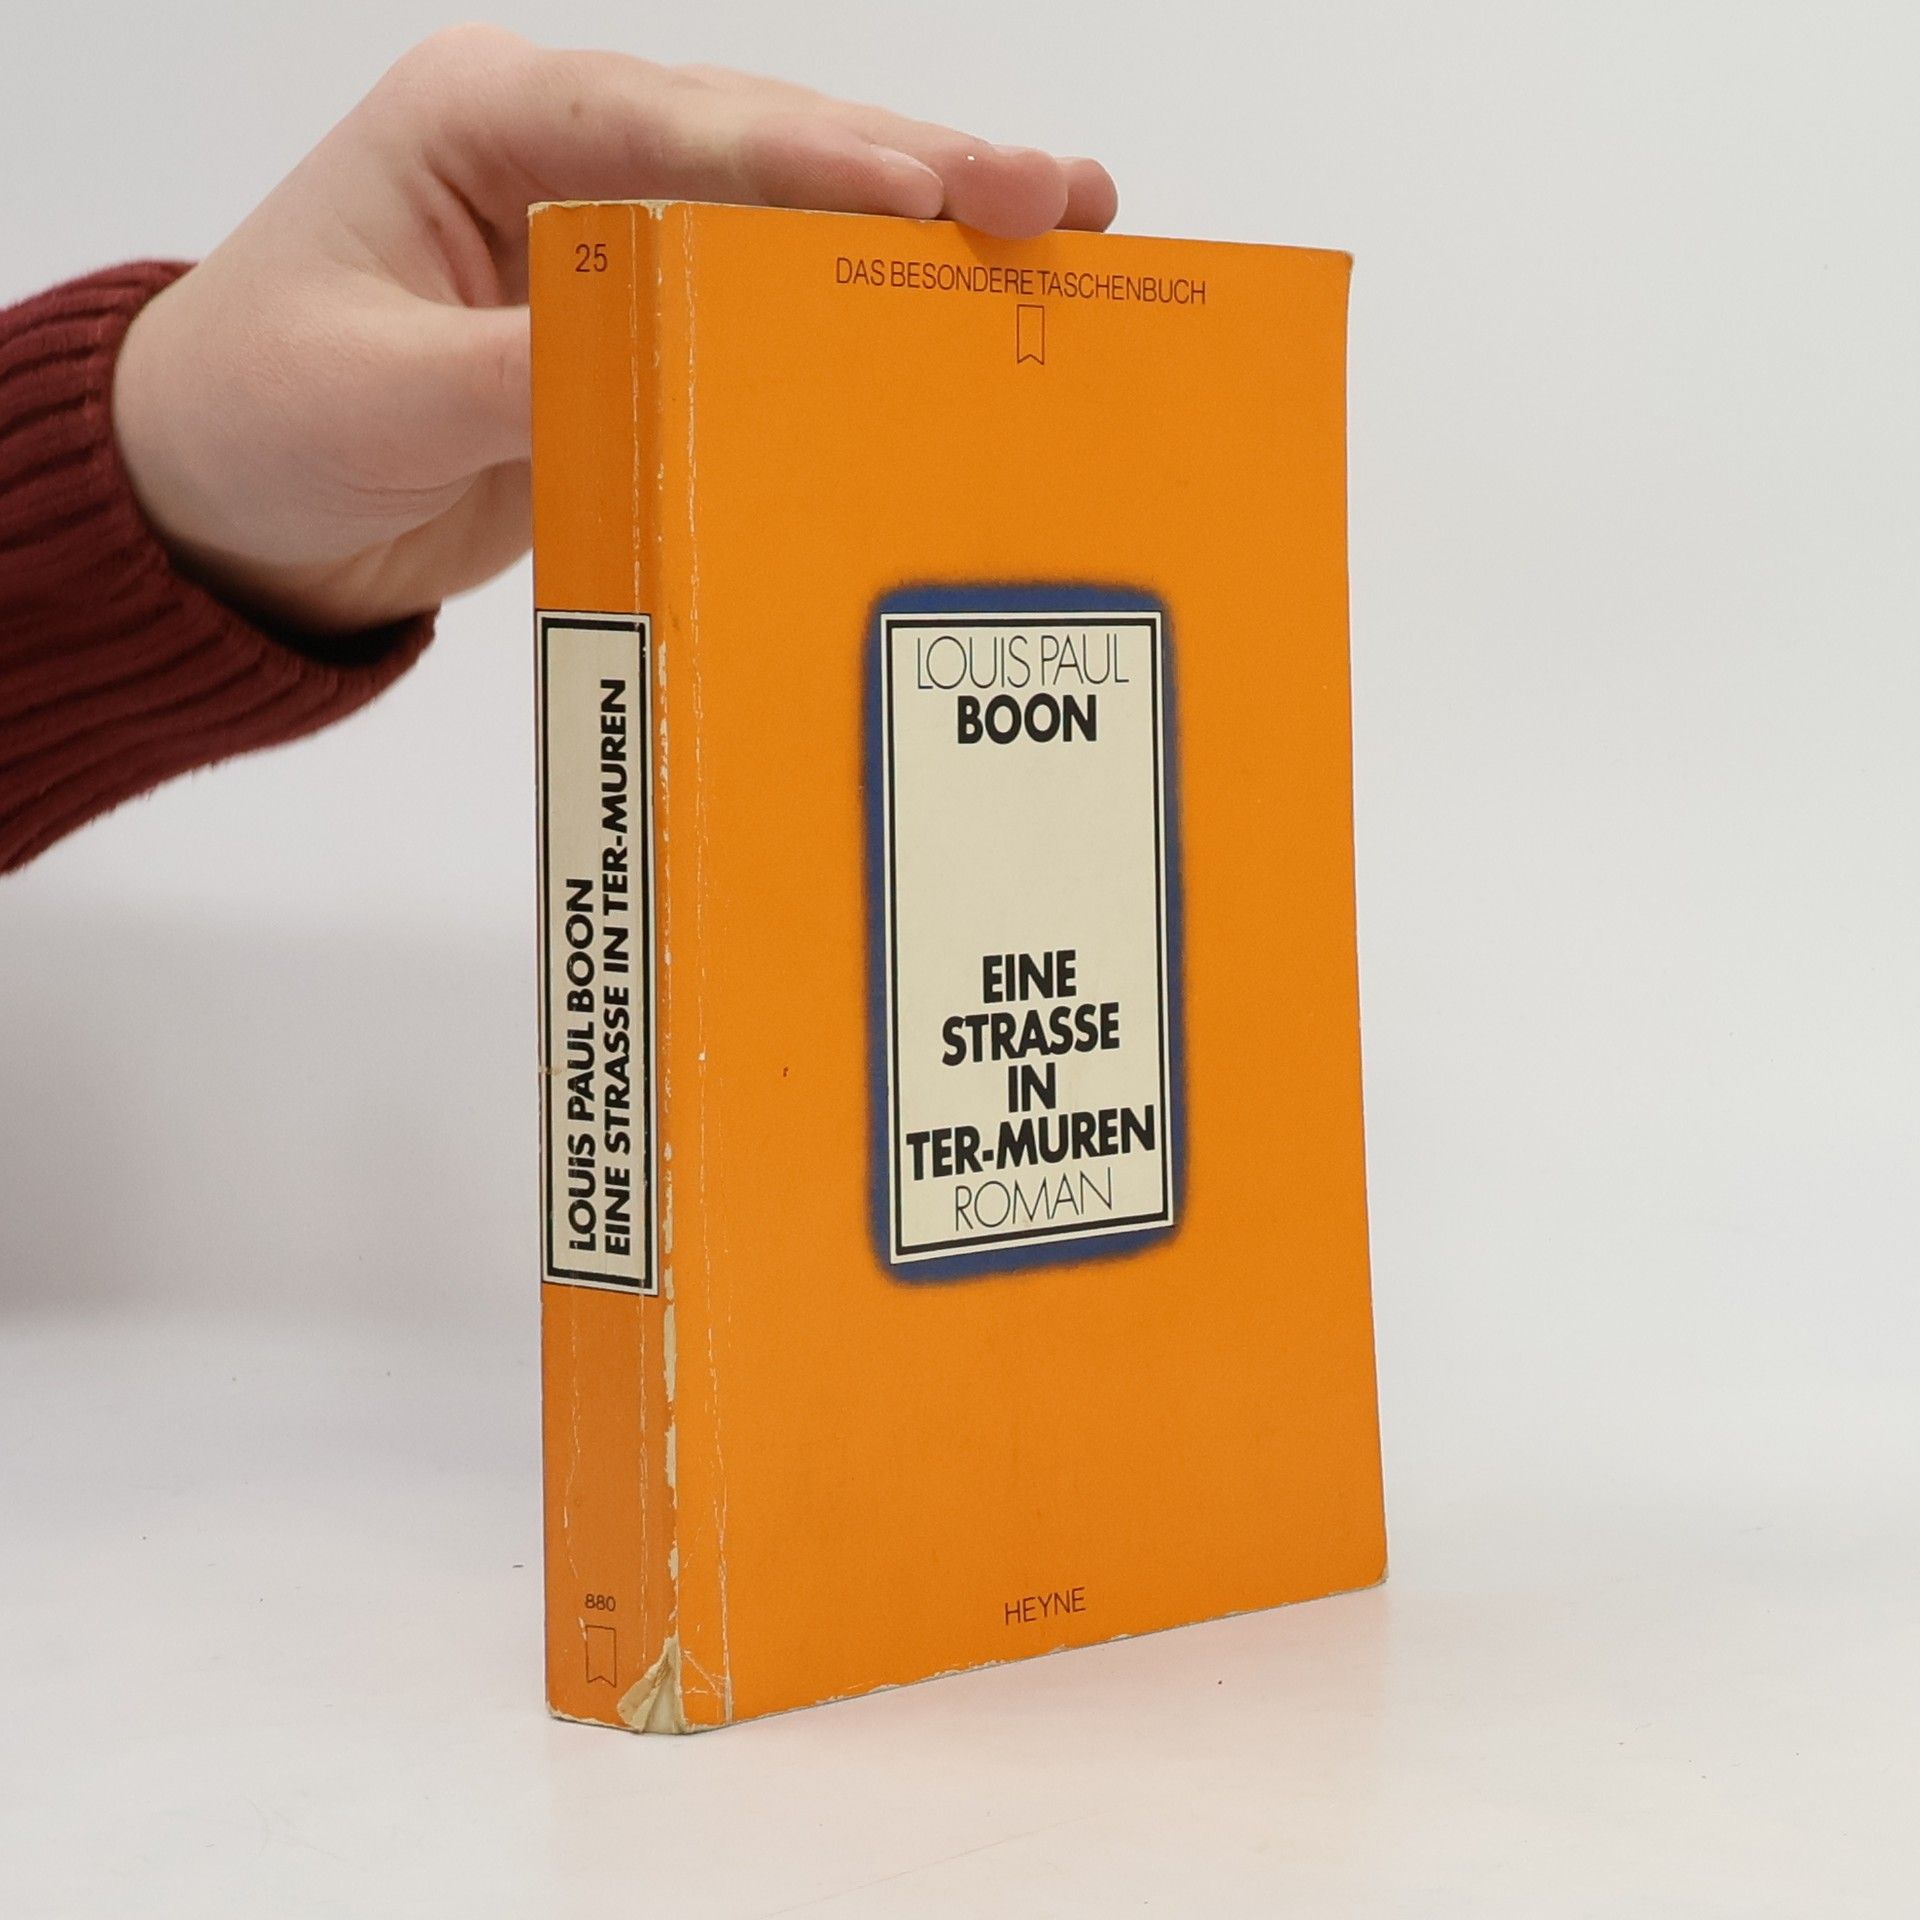 25
LOUIS PAUL BOON
EINE STRASSE IN TER-MUREN
880
DAS BESONDERE TASCHENBUCH
LOUIS PAUL
BOON
EINE
STRASSE
IN
TER-MUREN
ROMAN
HEYNE